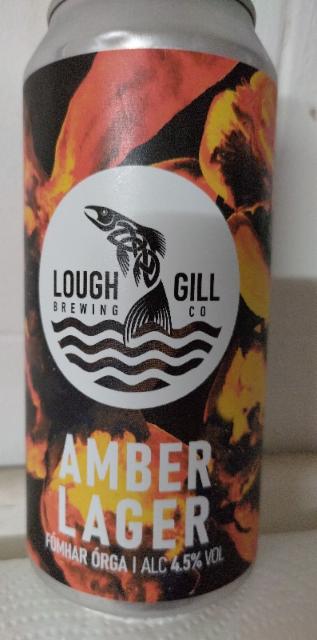 LOUGH GILL
BREWING CO
AMBER
LAGER
FÓMHAR ÓRGA | ALC 4.5% VOL